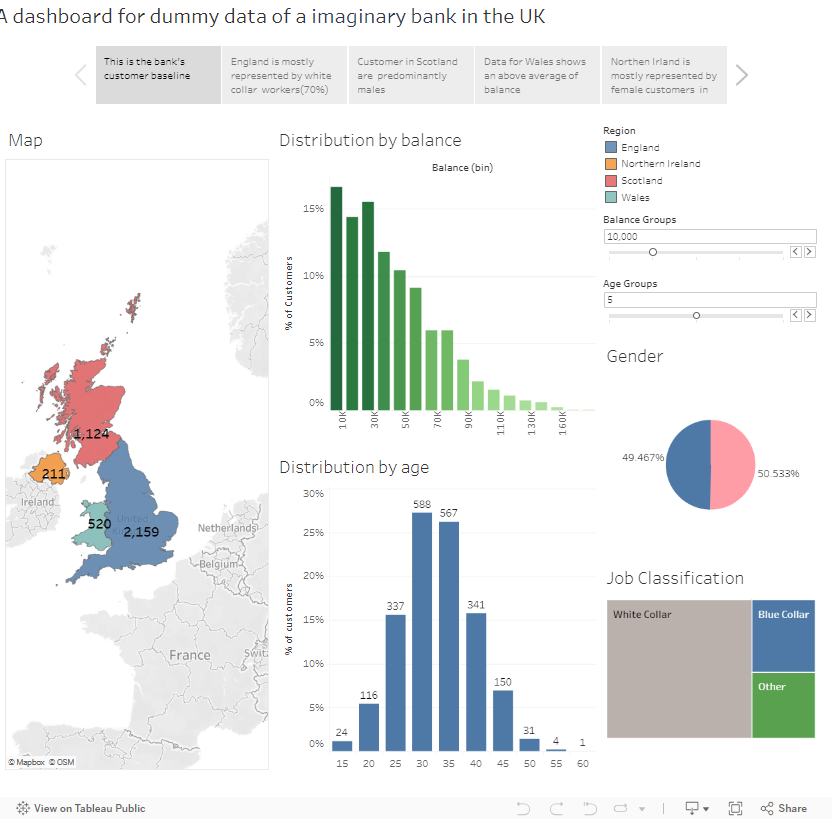 A dashboard for dummy data of a imaginary bank in the UK
This is the bank's
customer baseline
England is mostly
represented by white
collar workers(70%)
Customer in Scotland
are predominantly
males
Data for Wales shows
an above average of
balance
Northen Irland is
mostly represented by
female customers in
Map
1,124
211
520
2,159
Ireland
United
Netherlands
Belgium
France
Switz
© Mapbox © OSM
Distribution by balance
Balance (bin)
% of Customers
15%
10%
5%
0%
10K
30K
50K
70K
90K
110K
130K
160K
Distribution by age
% of customers
30%
25%
20%
15%
10%
5%
0%
24
116
337
588
567
341
150
31
4
1
15
20
25
30
35
40
45
50
55
60
Region
England
Northern Ireland
Scotland
Wales
Balance Groups
10,000
Age Groups
5
Gender
49.467%
50.533%
Job Classification
White Collar
Blue Collar
Other
View on Tableau Public
Share